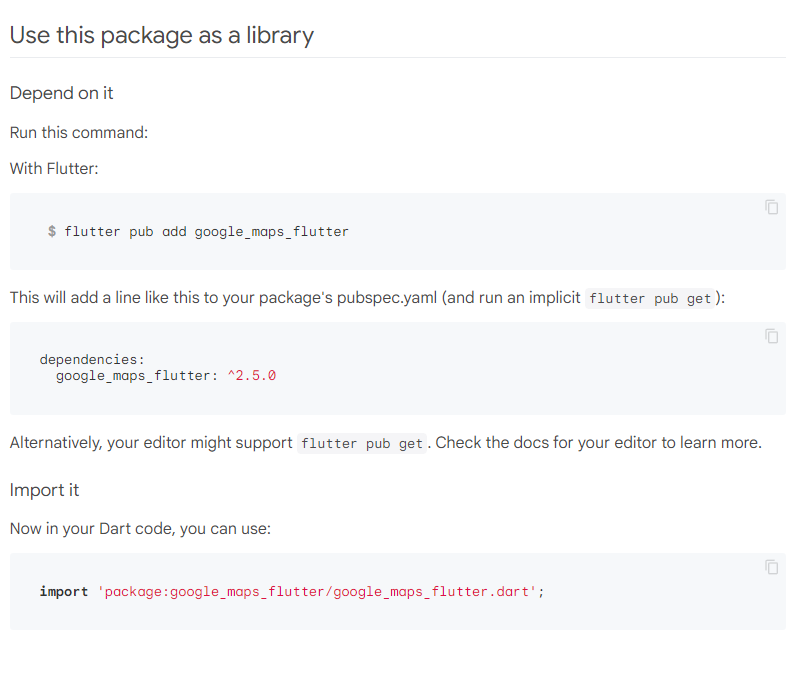 Use this package as a library
Depend on it
Run this command:
With Flutter:
$ flutter pub add google_maps_flutter
This will add a line like this to your package's pubspec.yaml (and run an implicit flutter pub get):
dependencies:
  google_maps_flutter: ^2.5.0
Alternatively, your editor might support flutter pub get. Check the docs for your editor to learn more.
Import it
Now in your Dart code, you can use:
import 'package:google_maps_flutter/google_maps_flutter.dart';